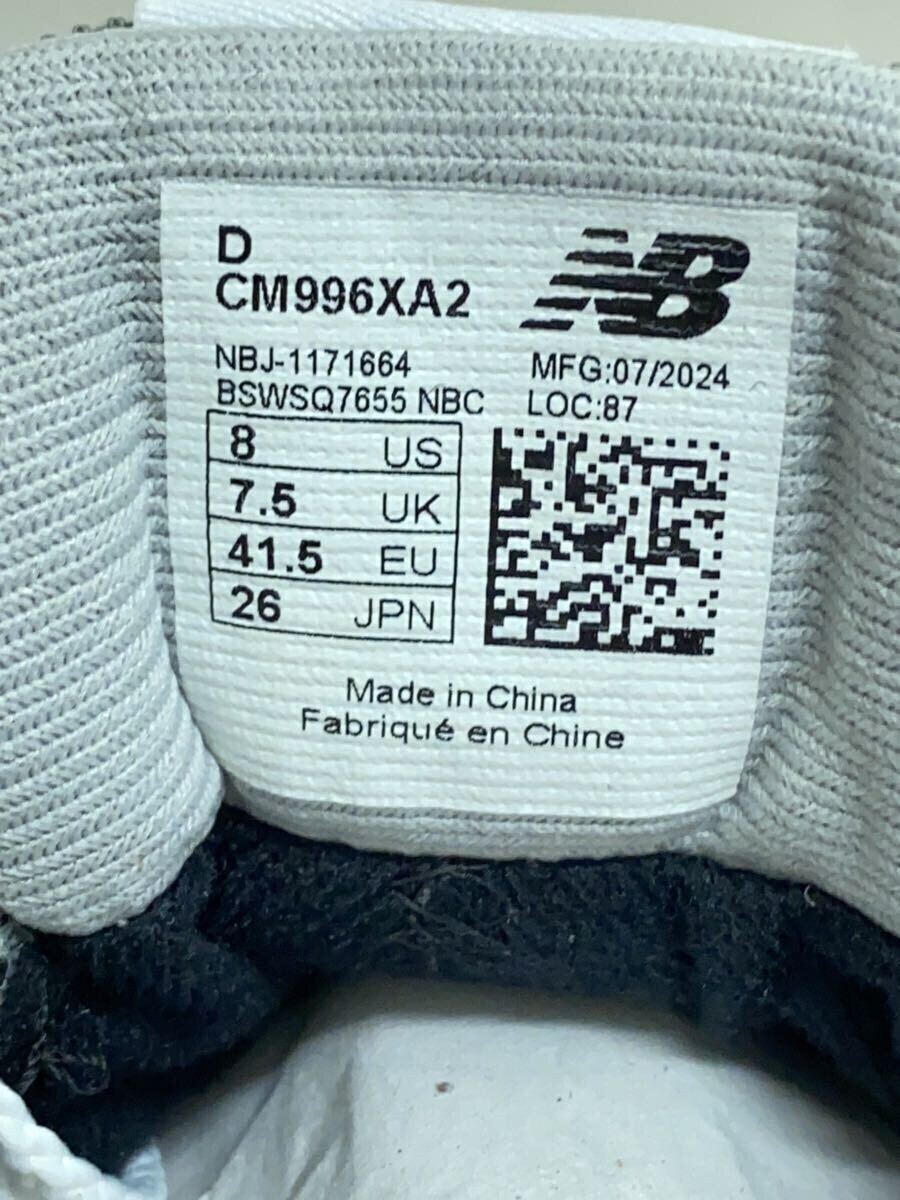 D
CM996XA2
NB
NBJ-1171664
MFG:07/2024
BSWSQ7655 NBC
LOC:87
8 US
7.5 UK
41.5 EU
26 JPN
Made in China
Fabriqué en Chine